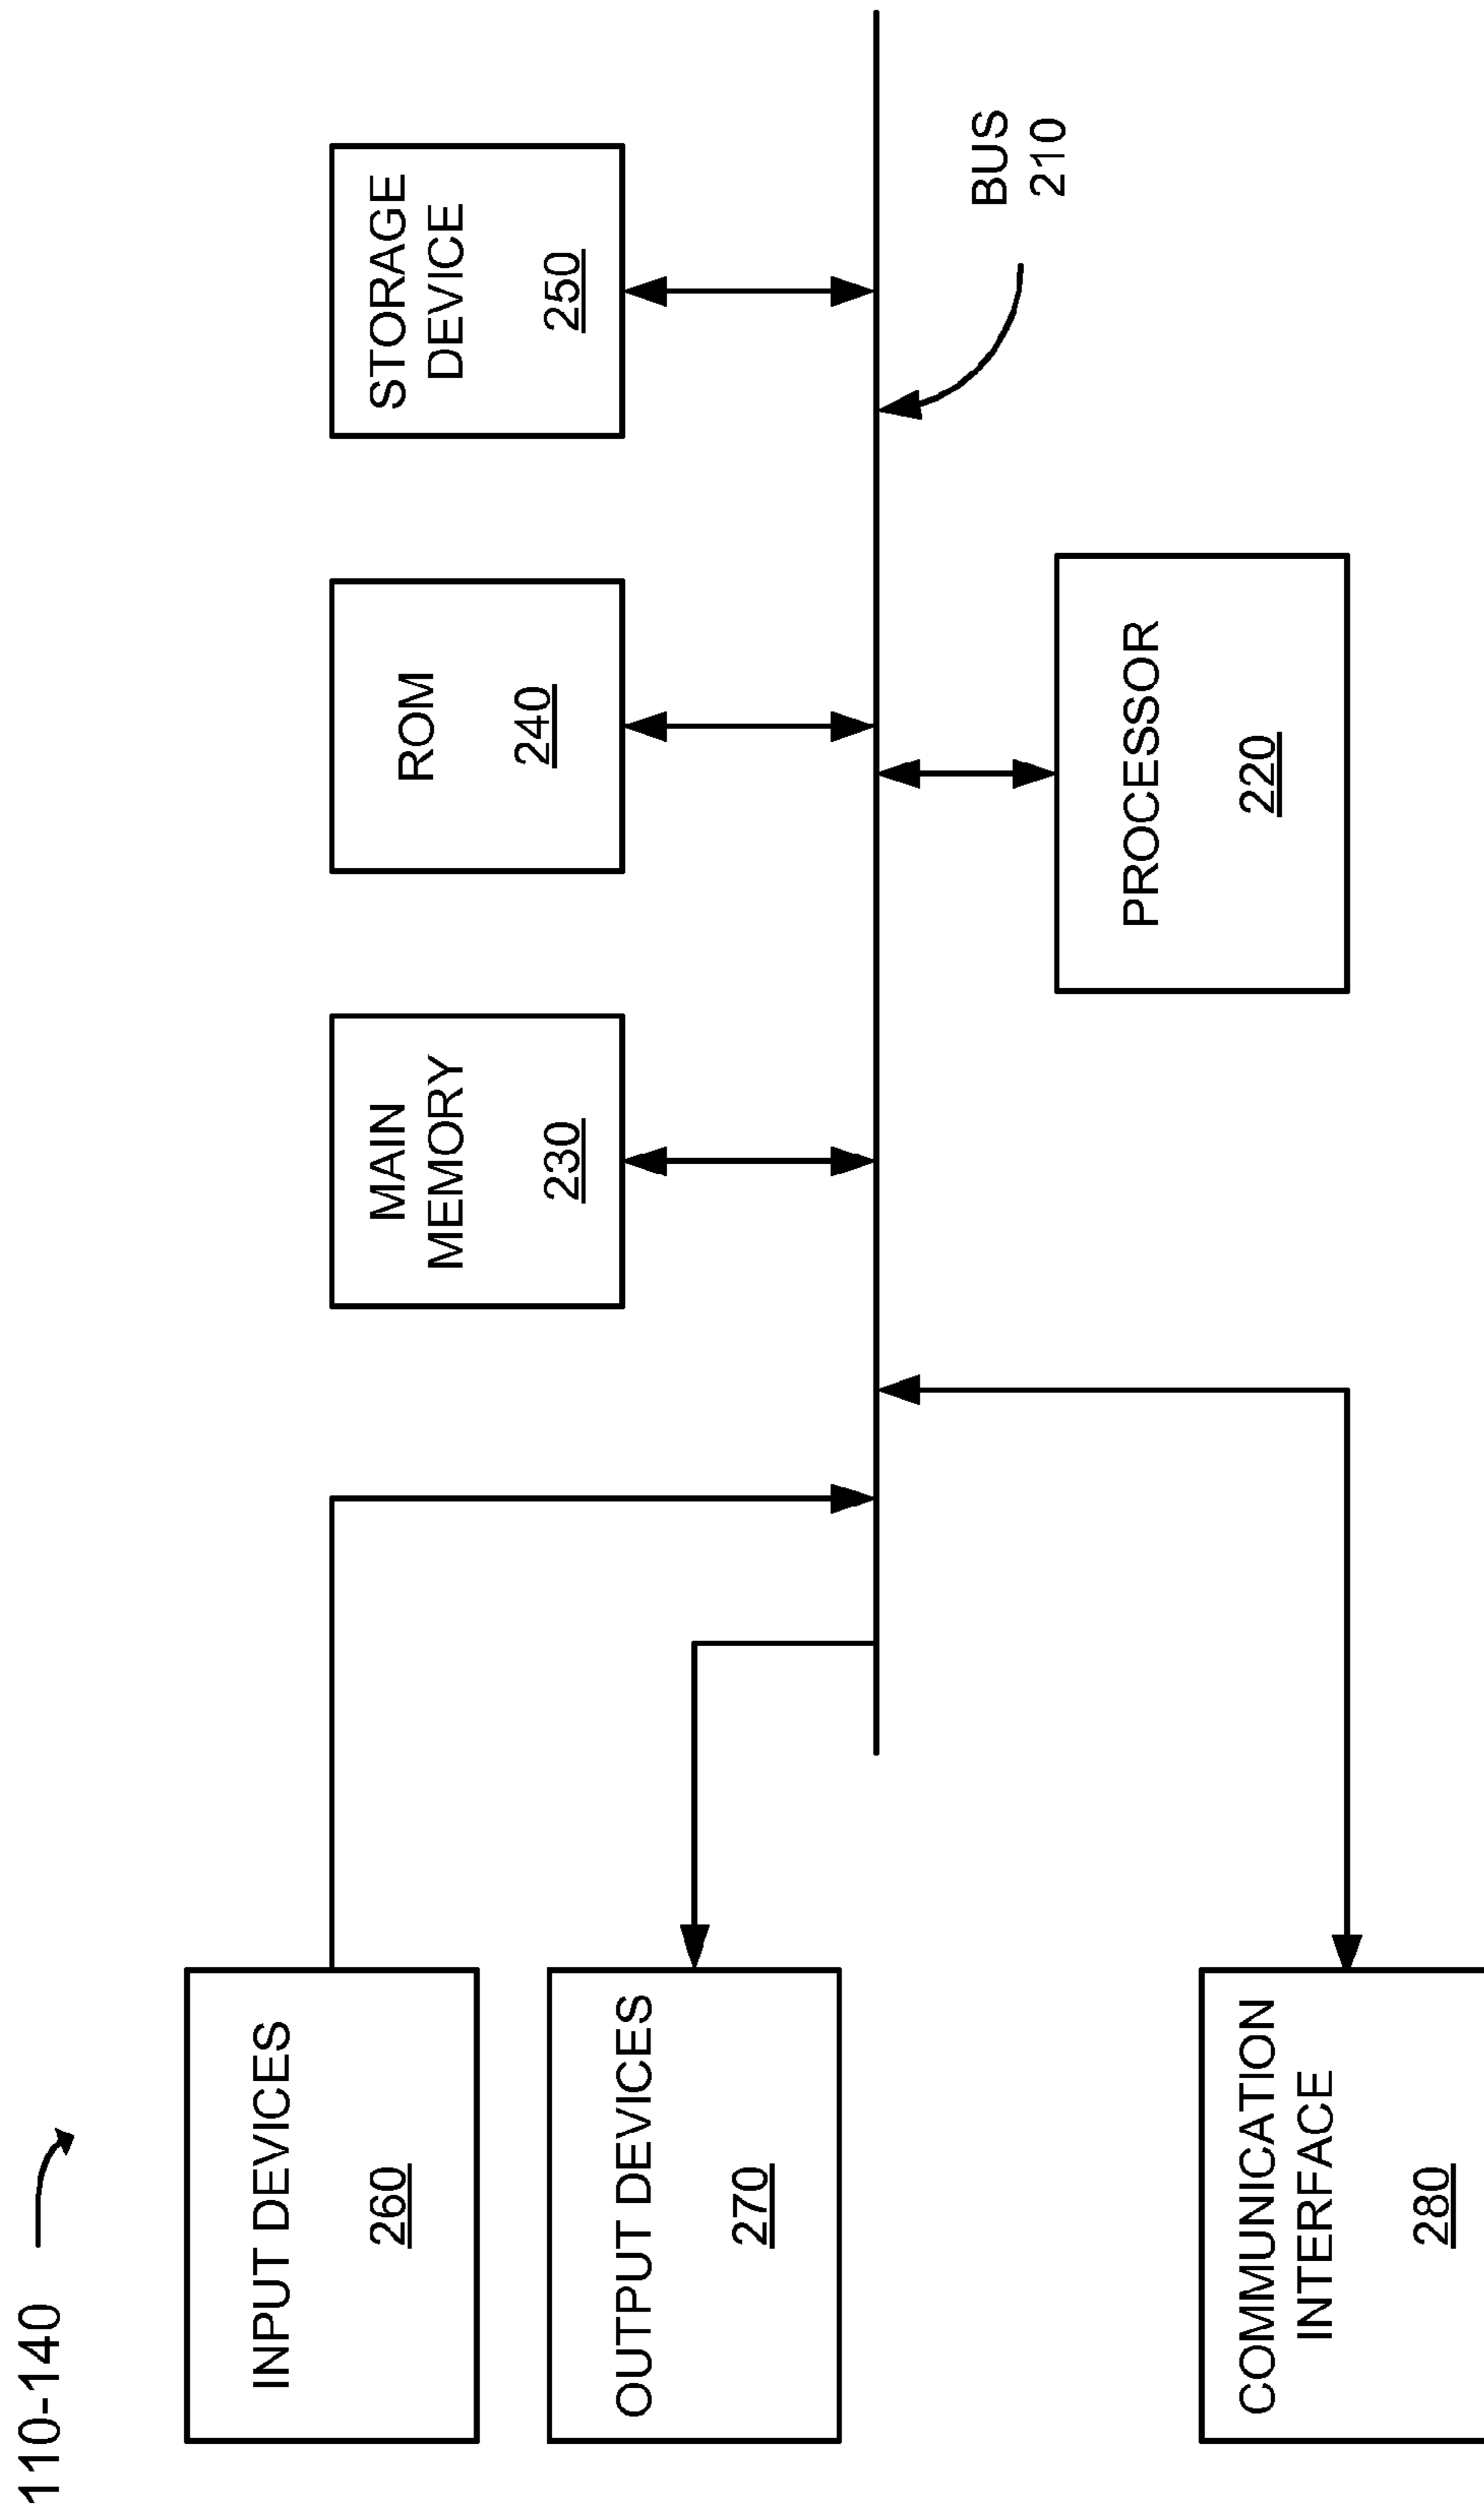 110-140
INPUT DEVICES
260
OUTPUT DEVICES
270
COMMUNICATION
INTERFACE
280
MAIN
MEMORY
230
ROM
240
STORAGE
DEVICE
250
PROCESSOR
220
BUS
210